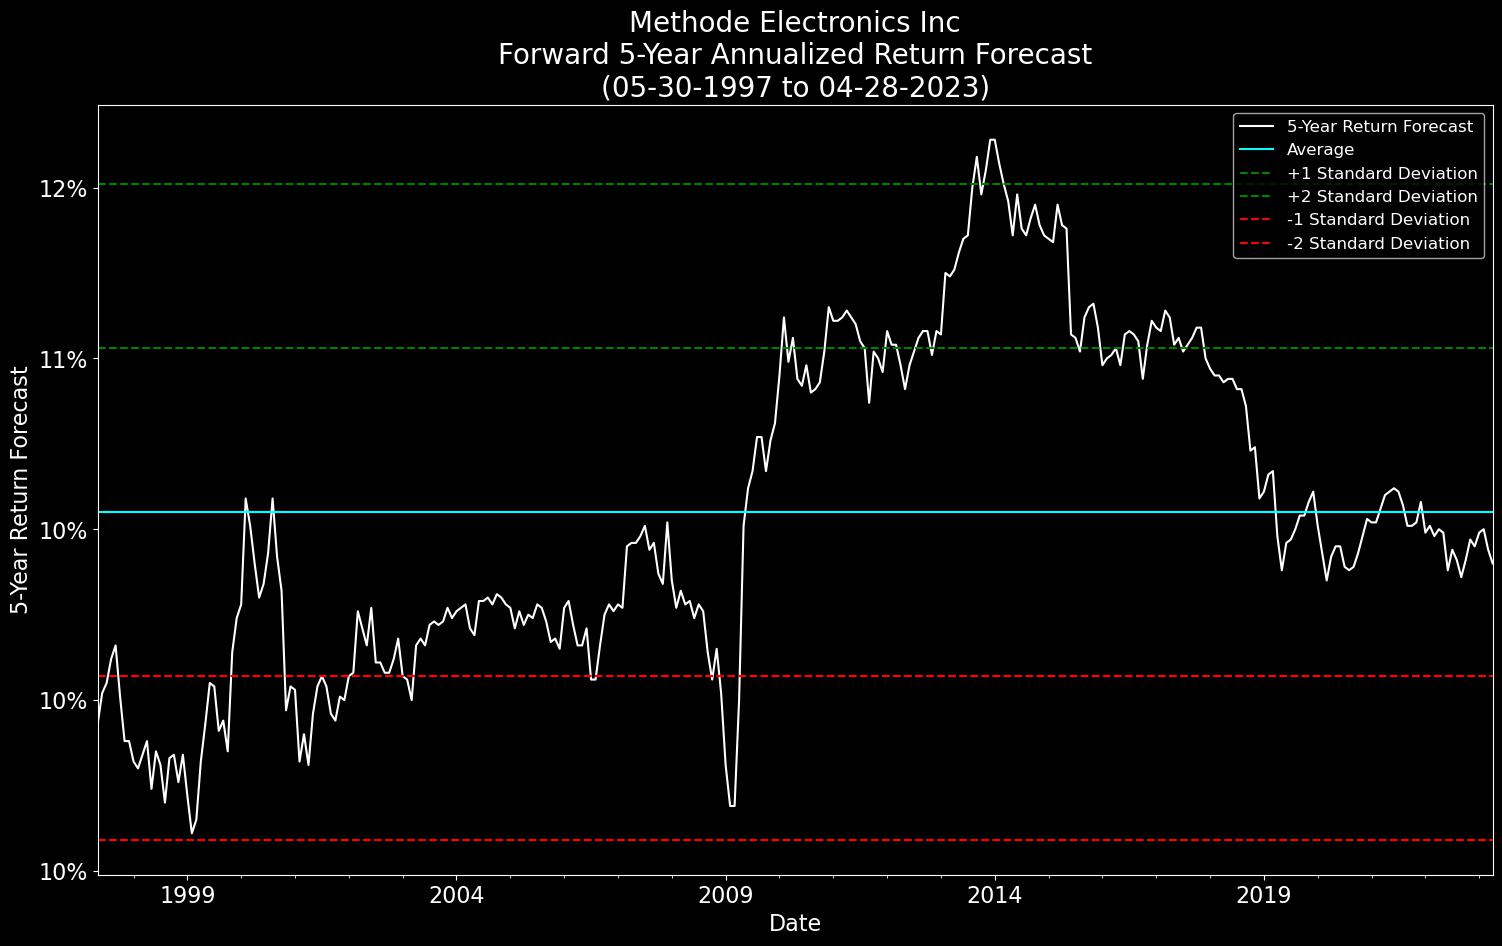 Methode Electronics Inc
Forward 5-Year Annualized Return Forecast
(05-30-1997 to 04-28-2023)
5-Year Return Forecast
Average
+1 Standard Deviation
+2 Standard Deviation
-1 Standard Deviation
-2 Standard Deviation
5-Year Return Forecast
12%
11%
10%
10%
10%
1999
2004
2009
2014
2019
Date